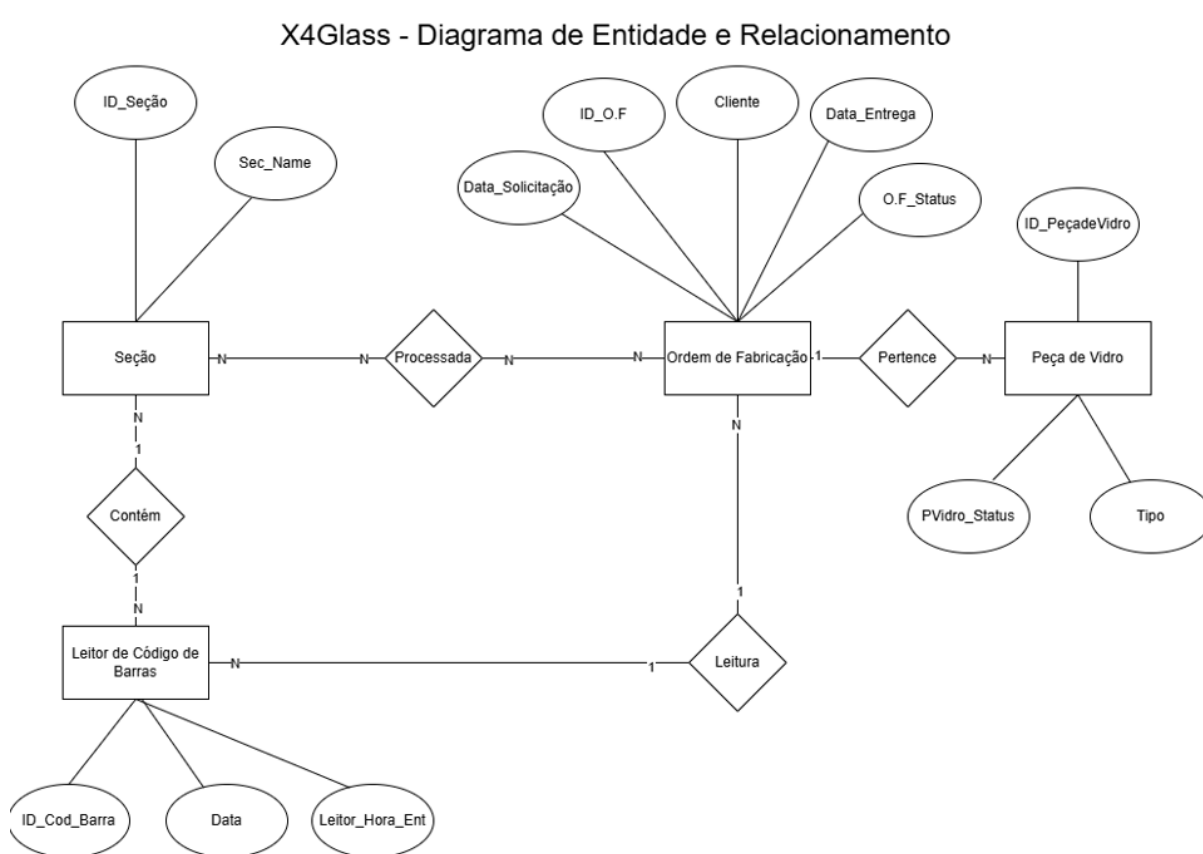 X4Glass - Diagrama de Entidade e Relacionamento
ID_Seção
Sec_Name
Data_Solicitação
ID_O.F
Cliente
Data_Entrega
O.F_Status
ID_PeçadeVidro
Seção
N
N
Processada
N
N
Ordem de Fabricação
1
Pertence
N
Peça de Vidro
N
1
Contém
1
N
N
1
PVidro_Status
Tipo
Leitor de Código de
Barras
N
1
Leitura
ID_Cod_Barra
Data
Leitor_Hora_Ent